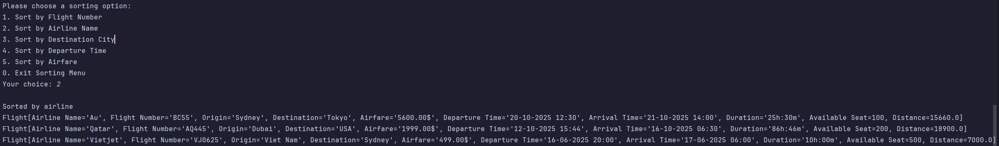 Please choose a sorting option:
1. Sort by Flight Number
2. Sort by Airline Name
3. Sort by Destination City
4. Sort by Departure Time
5. Sort by Airfare
0. Exit Sorting Menu
Your choice: 2
Sorted by airline
Flight[Airline Name='Au', Flight Number='BC55', Origin='Sydney', Destination='Tokyo', Airfare='5600.00$', Departure Time='20-10-2025 12:30', Arrival Time='21-10-2025 14:00', Duration='25h:30m', Available Seat=100, Distance=15660.0]
Flight[Airline Name='Qatar', Flight Number='AQ445', Origin='Dubai', Destination='USA', Airfare='1999.00$', Departure Time='12-10-2025 15:44', Arrival Time='16-10-2025 06:30', Duration='86h:46m', Available Seat=200, Distance=18900.0]
Flight[Airline Name='Vietjet', Flight Number='VJ0625', Origin='Viet Nam', Destination='Sydney', Airfare='499.00$', Departure Time='16-06-2025 20:00', Arrival Time='17-06-2025 06:00', Duration='10h:00m', Available Seat=500, Distance=7000.0]